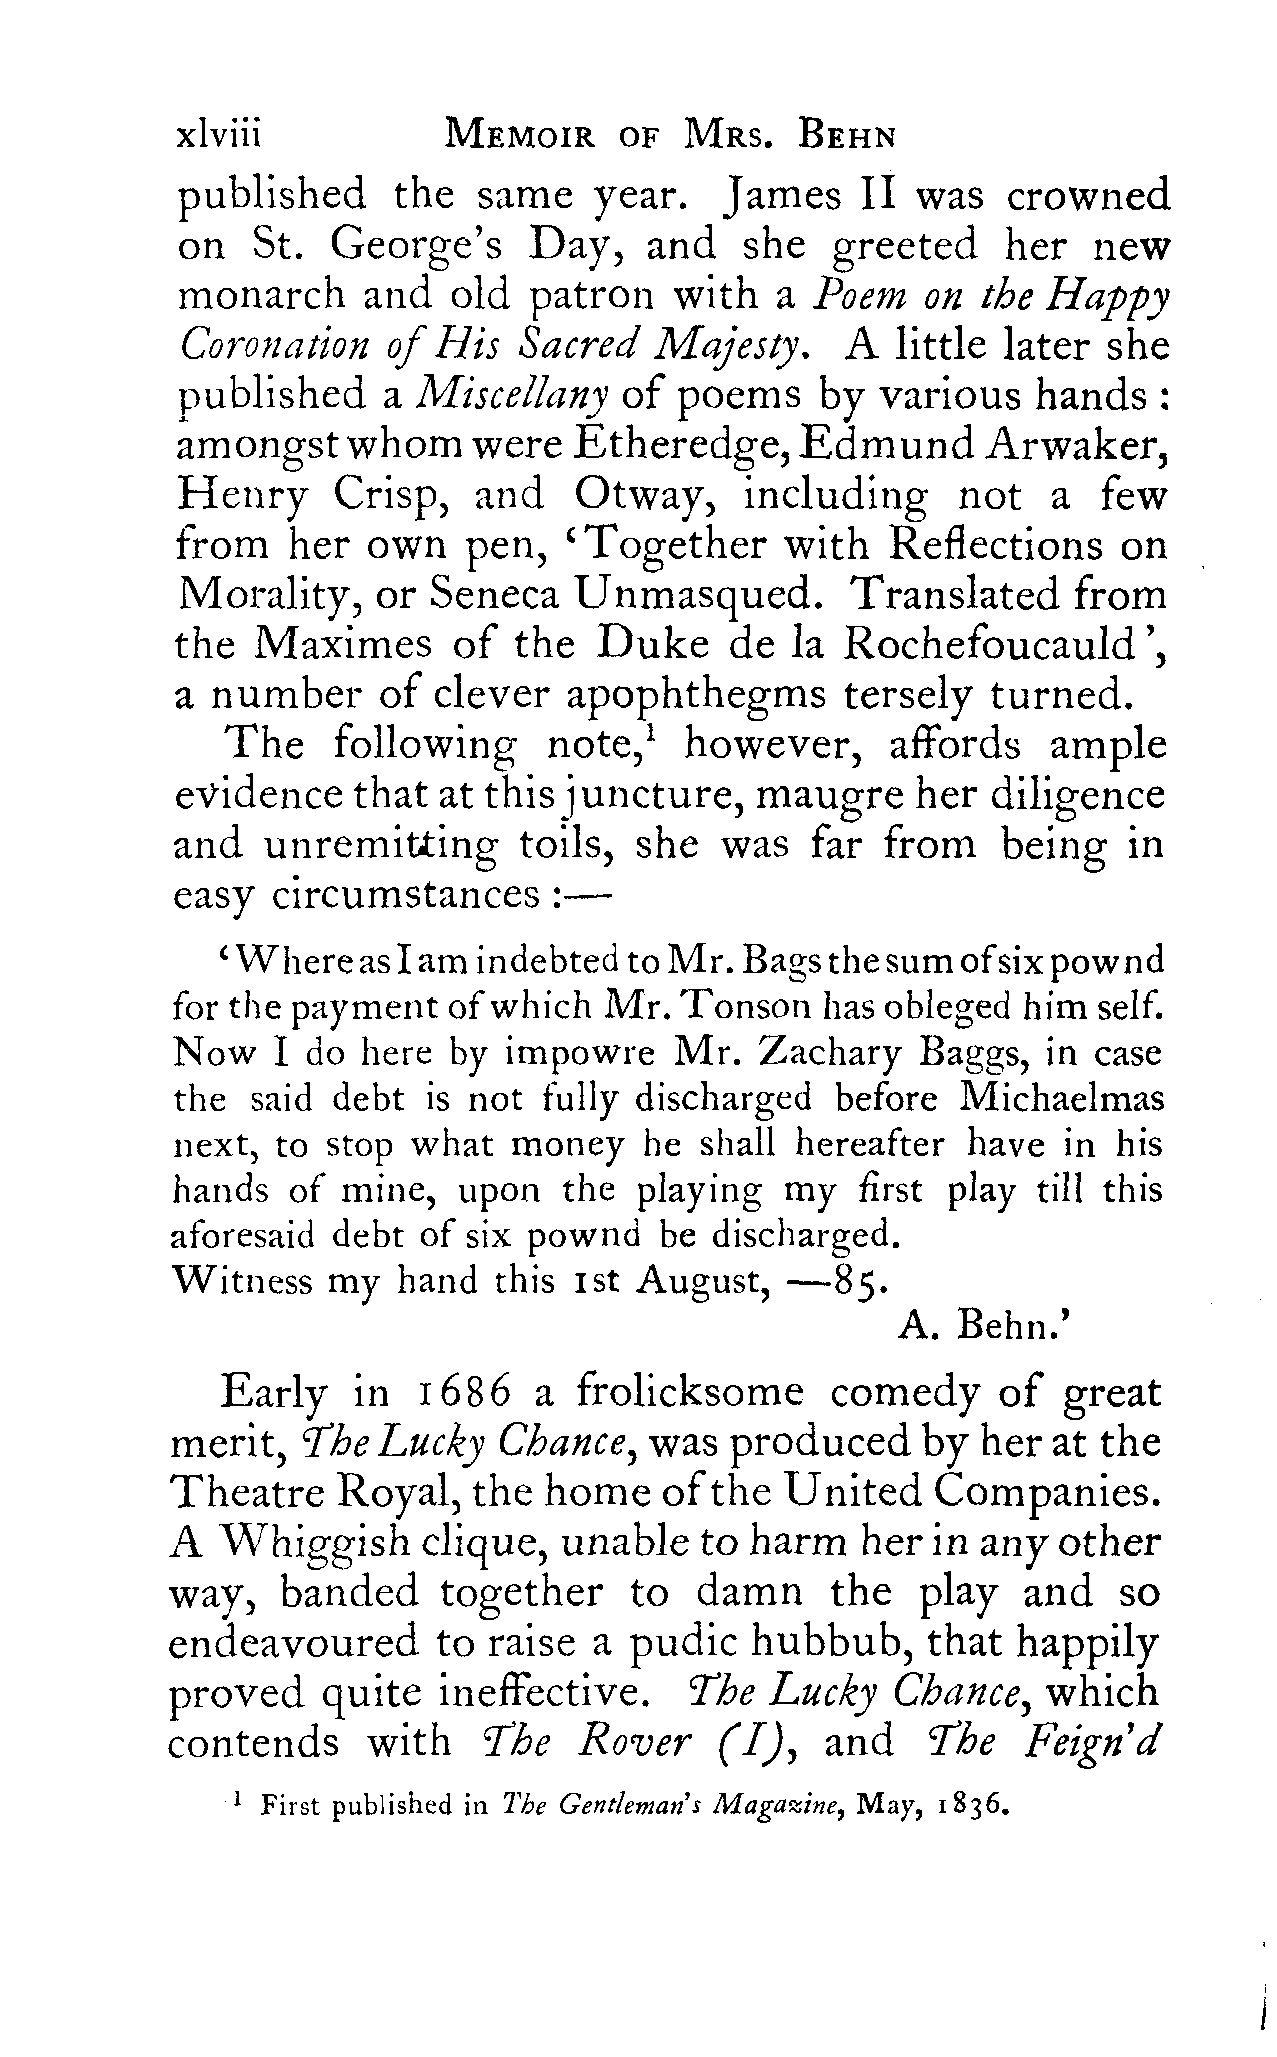 xlviii MEMOIR OF MRS. BEHN
published the same year. James II was crowned
on St. George's Day, and she greeted her new
monarch and old patron with a Poem on the Happy
Coronation of His Sacred Majesty. A little later she
published a Miscellany of poems by various hands :
amongst whom were Etheredge, Edmund Arwaker,
Henry Crisp, and Otway, including not a few
from her own pen, ‘Together with Reflections on
Morality, or Seneca Unmasqued. Translated from
the Maximes of the Duke de la Rochefoucauld’,
a number of clever apophthegms tersely turned.
The following note,¹ however, affords ample
evidence that at this juncture, maugre her diligence
and unremitting toils, she was far from being in
easy circumstances :—
‘Whereas I am indebted to Mr. Bags the sum of six pownd
for the payment of which Mr. Tonson has obleged him self.
Now I do here by impowre Mr. Zachary Baggs, in case
the said debt is not fully discharged before Michaelmas
next, to stop what money he shall hereafter have in his
hands of mine, upon the playing my first play till this
aforesaid debt of six pownd be discharged.
Witness my hand this 1st August, —85.
A. Behn.’
Early in 1686 a frolicksome comedy of great
merit, The Lucky Chance, was produced by her at the
Theatre Royal, the home of the United Companies.
A Whiggish clique, unable to harm her in any other
way, banded together to damn the play and so
endeavoured to raise a pudic hubbub, that happily
proved quite ineffective. The Lucky Chance, which
contends with The Rover (I), and The Feign'd
¹ First published in The Gentleman's Magazine, May, 1836.